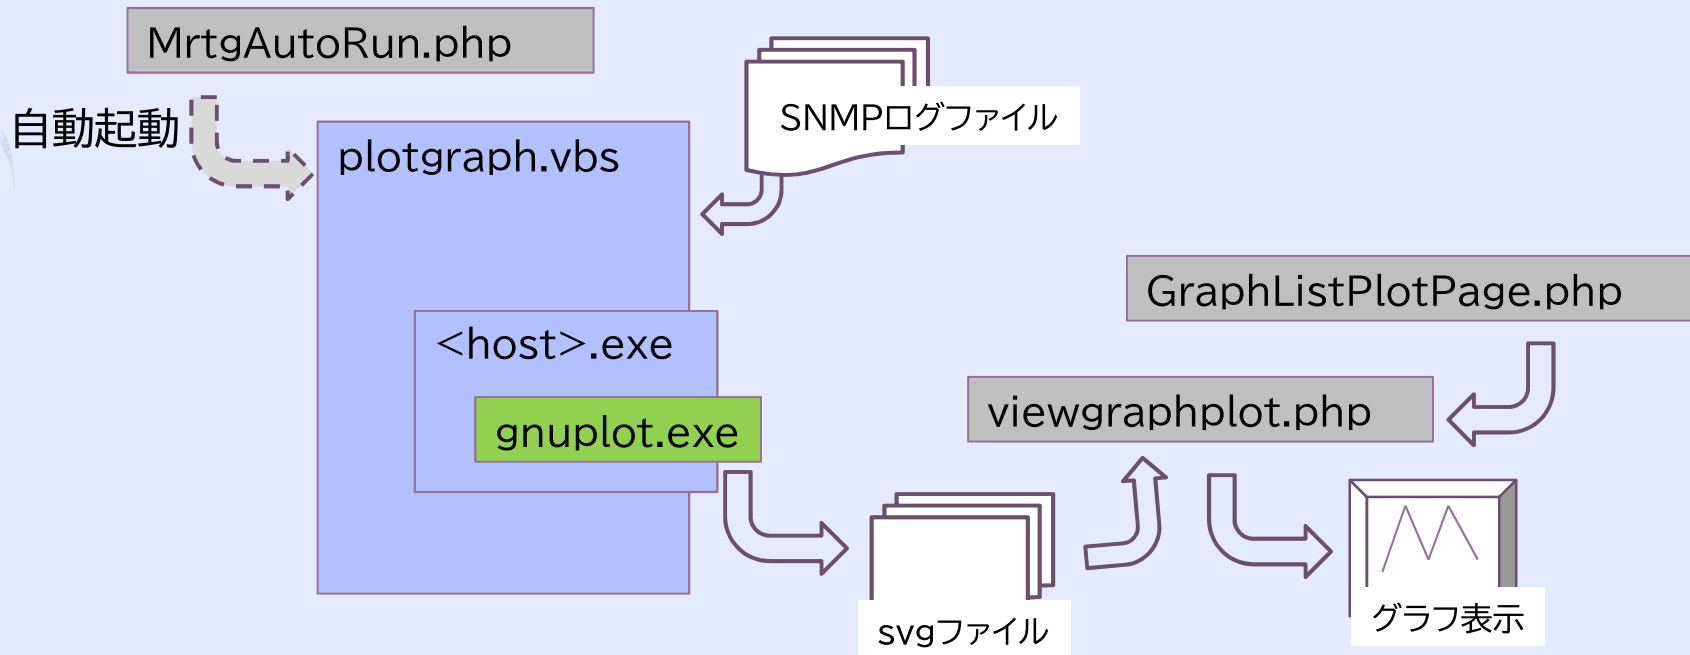 MrtgAutoRun.php
自動起動
plotgraph.vbs
SNMPログファイル
GraphListPlotPage.php
<host>.exe
viewgraphplot.php
gnuplot.exe
svgファイル
グラフ表示